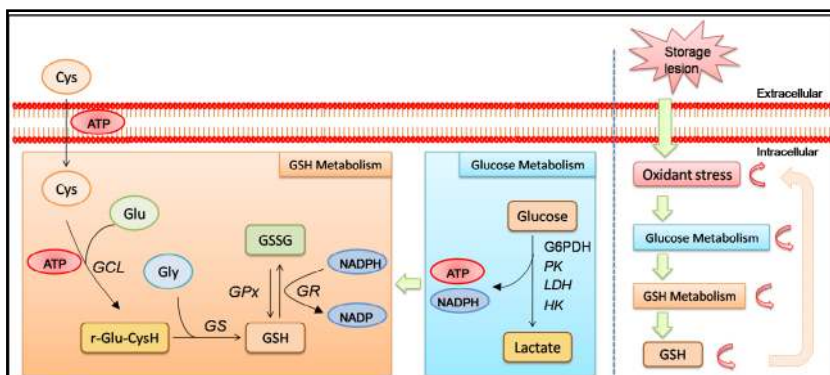 Storage
lesion
Cys
Extracellular
ATP
Intracellular
GSH Metabolism
Glucose Metabolism
Oxidant stress
Cys
Glu
Glucose
GSSG
Glucose Metabolism
G6PDH
ATP
GCL
Gly
NADPH
ATP
PK
GPx
GR
NADPH
LDH
GSH Metabolism
HK
NADP
GS
r-Glu-CysH
GSH
Lactate
GSH